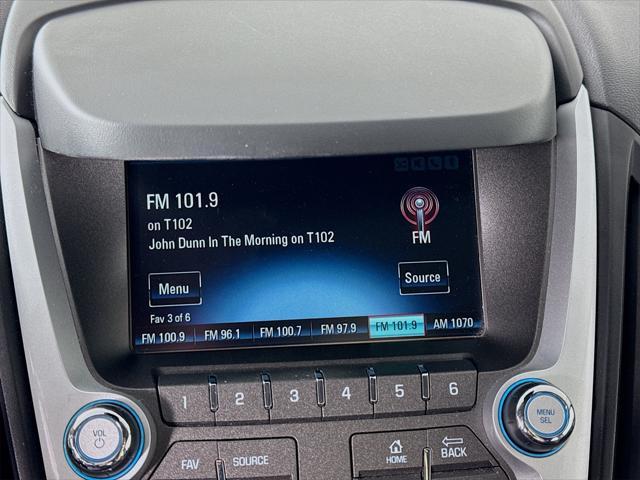 FM 101.9
on T102
John Dunn In The Morning on T102
FM
Menu
Source
Fav 3 of 6
FM 100.9 FM 96.1 FM 100.7 FM 97.9 FM 101.9 AM 1070
1 2 3 4 5 6
VOL
MENU
SEL
FAV SOURCE HOME BACK